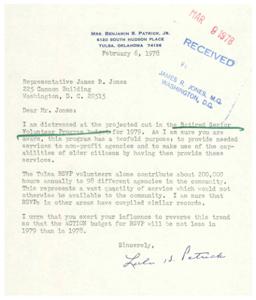 MRS. BENJAMIN B. PATRICK, JR.
6120 SOUTH HUDSON PLACE
TULSA, OKLAHOMA 74136
February 6, 1978
MAR 9 1978
RECEIVED
JAMES R. JONES, M.C.
WASHINGTON, D.C.
Representative James R. Jones
225 Cannon Building
Washington, D. C. 20515
Dear Mr. Jones:
I am distressed at the projected cut in the Retired Senior
Volunteer Program budget for 1979. As I am sure you are
aware, this program has a twofold purpose; to provide needed
services to non-profit agencies and to make use of the cap-
abilities of older citizens by having them provide these
services.
The Tulsa RSVP volunteers alone contribute about 200,000
hours annually to 98 different agencies in the community.
This represents a vast quantity of service which would not
otherwise be available to the community. I am sure that
RSVPs in other areas have compiled similar records.
I urge that you exert your influence to reverse this trend
so that the ACTION budget for RSVP will be not less in
1979 than in 1978.
Sincerely,
B. Patrick